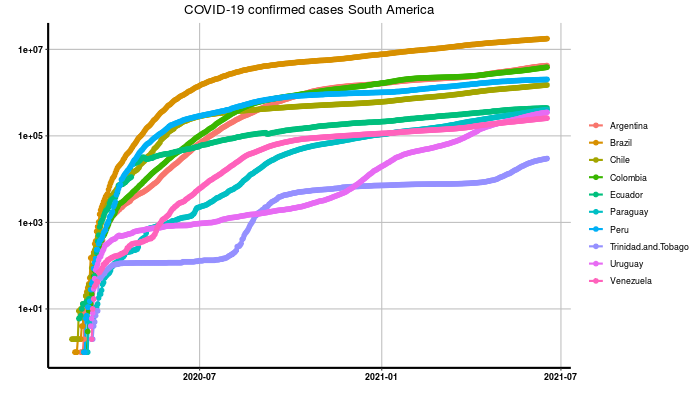 COVID-19 confirmed cases South America
1e+07
1e+05
1e+03
1e+01
2020-07
2021-01
2021-07
Argentina
Brazil
Chile
Colombia
Ecuador
Paraguay
Peru
Trinidad.and.Tobago
Uruguay
Venezuela